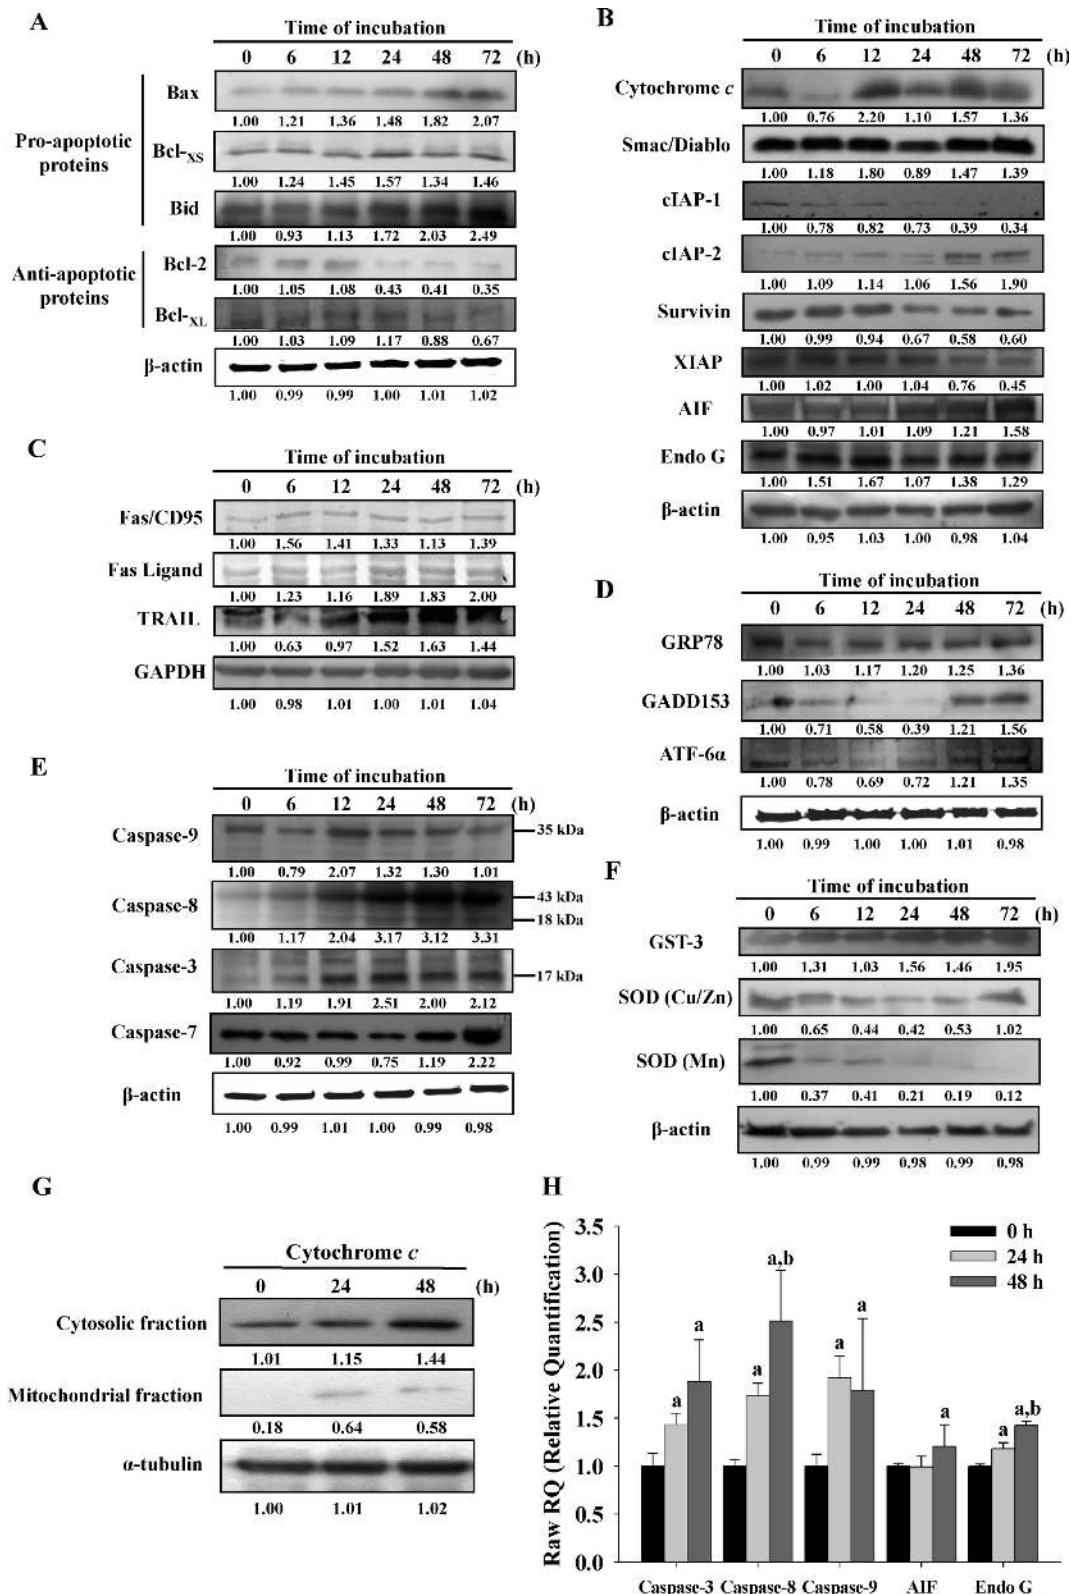 A
Time of incubation
0 6 12 24 48 72 (h)
Pro-apoptotic proteins
Bax
1.00 1.21 1.36 1.48 1.82 2.07
Bcl-XS
1.00 1.24 1.45 1.57 1.34 1.46
Bid
1.00 0.93 1.13 1.72 2.03 2.49
Anti-apoptotic proteins
Bcl-2
1.00 1.05 1.08 0.43 0.41 0.35
Bcl-XL
1.00 1.03 1.09 1.17 0.88 0.67
β-actin
1.00 0.99 0.99 1.00 1.01 1.02
B
Time of incubation
0 6 12 24 48 72 (h)
Cytochrome c
1.00 0.76 2.20 1.10 1.57 1.36
Smac/Diablo
1.00 1.18 1.80 0.89 1.47 1.39
cIAP-1
1.00 0.78 0.82 0.73 0.39 0.34
cIAP-2
1.00 1.09 1.14 1.06 1.56 1.90
Survivin
1.00 0.99 0.94 0.67 0.58 0.60
XIAP
1.00 1.02 1.00 1.04 0.76 0.45
AIF
1.00 0.97 1.01 1.09 1.21 1.58
Endo G
1.00 1.51 1.67 1.07 1.38 1.29
β-actin
1.00 0.95 1.03 1.00 0.98 1.04
C
Time of incubation
0 6 12 24 48 72 (h)
Fas/CD95
1.00 1.56 1.41 1.33 1.13 1.39
Fas Ligand
1.00 1.23 1.16 1.89 1.83 2.00
TRAIL
1.00 0.63 0.97 1.52 1.63 1.44
GAPDH
1.00 0.98 1.01 1.00 1.01 1.04
D
Time of incubation
0 6 12 24 48 72 (h)
GRP78
1.00 1.03 1.17 1.20 1.25 1.36
GADD153
1.00 0.71 0.58 0.39 1.21 1.56
ATF-6α
1.00 0.78 0.69 0.72 1.21 1.35
β-actin
1.00 0.99 1.00 1.00 1.01 0.98
E
Time of incubation
0 6 12 24 48 72 (h)
Caspase-9
35 kDa
1.00 0.79 2.07 1.32 1.30 1.01
Caspase-8
43 kDa
18 kDa
1.00 1.17 2.04 3.17 3.12 3.31
Caspase-3
17 kDa
1.00 1.19 1.91 2.51 2.00 2.12
Caspase-7
1.00 0.92 0.99 0.75 1.19 2.22
β-actin
1.00 0.99 1.01 1.00 0.99 0.98
F
Time of incubation
0 6 12 24 48 72 (h)
GST-3
1.00 1.31 1.03 1.56 1.46 1.95
SOD (Cu/Zn)
1.00 0.65 0.44 0.42 0.53 1.02
SOD (Mn)
1.00 0.37 0.41 0.21 0.19 0.12
β-actin
1.00 0.99 0.99 0.98 0.99 0.98
G
Cytochrome c
0 24 48 (h)
Cytosolic fraction
1.01 1.15 1.44
Mitochondrial fraction
0.18 0.64 0.58
α-tubulin
1.00 1.01 1.02
H
Raw RQ (Relative Quantification)
3.5
3.0
2.5
2.0
1.5
1.0
0.5
0.0
0 h
24 h
48 h
a a
a a,b
a a
a
a a,b
Caspase-3 Caspase-8 Caspase-9 AIF Endo G